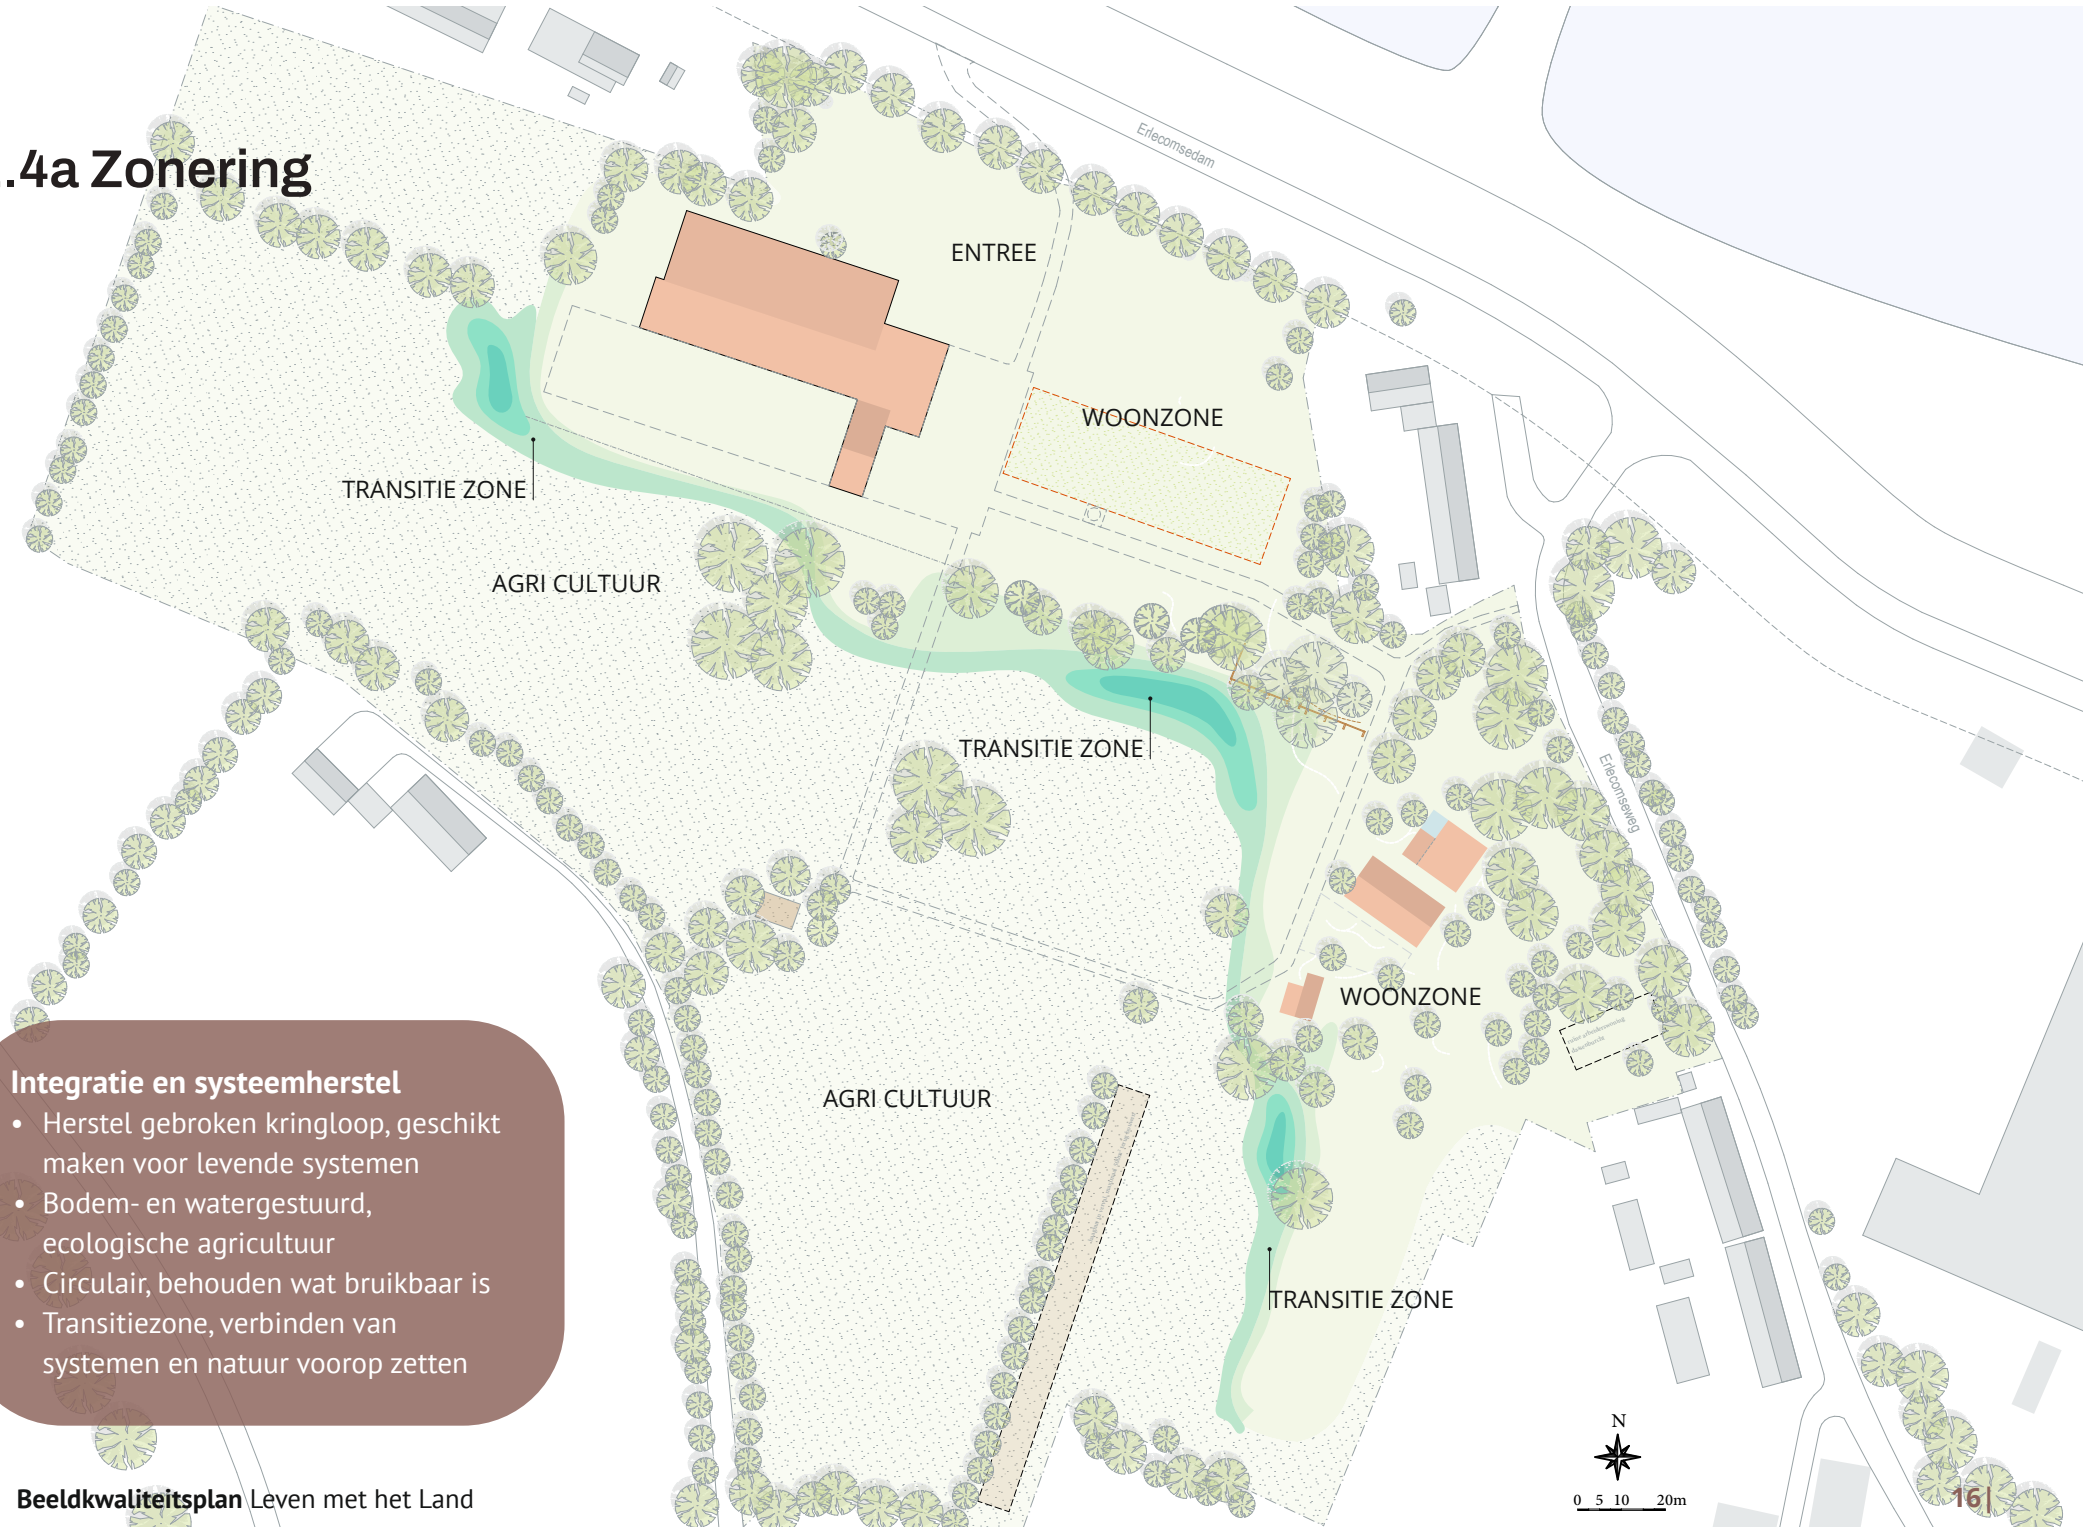 .4a Zonering
Erlecomsedam
ENTREE
WOONZONE
TRANSITIE ZONE
AGRI CULTUUR
TRANSITIE ZONE
Erlecomseweg
WOONZONE
AGRI CULTUUR
TRANSITIE ZONE
Integratie en systeemherstel
• Herstel gebroken kringloop, geschikt
maken voor levende systemen
• Bodem- en watergestuurd,
ecologische agricultuur
• Circulair, behouden wat bruikbaar is
• Transitiezone, verbinden van
systemen en natuur voorop zetten
N
0 5 10 20m
Beeldkwaliteitsplan Leven met het Land
16|